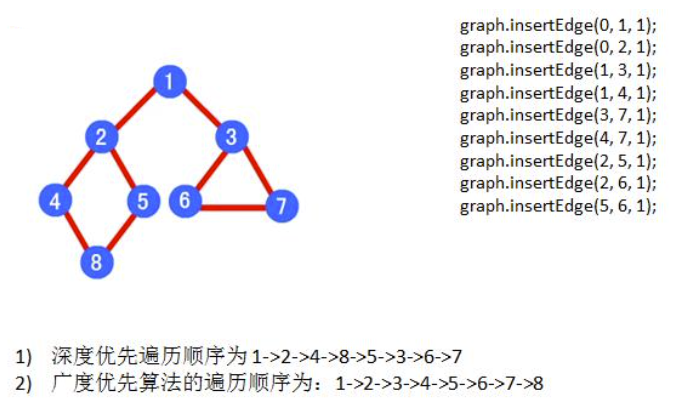 graph.insertEdge(0, 1, 1);
graph.insertEdge(0, 2, 1);
graph.insertEdge(1, 3, 1);
graph.insertEdge(1, 4, 1);
graph.insertEdge(3, 7, 1);
graph.insertEdge(4, 7, 1);
graph.insertEdge(2, 5, 1);
graph.insertEdge(2, 6, 1);
graph.insertEdge(5, 6, 1);
1
2 3
4 5 6 7
8
1) 深度优先遍历顺序为 1->2->4->8->5->3->6->7
2) 广度优先算法的遍历顺序为：1->2->3->4->5->6->7->8